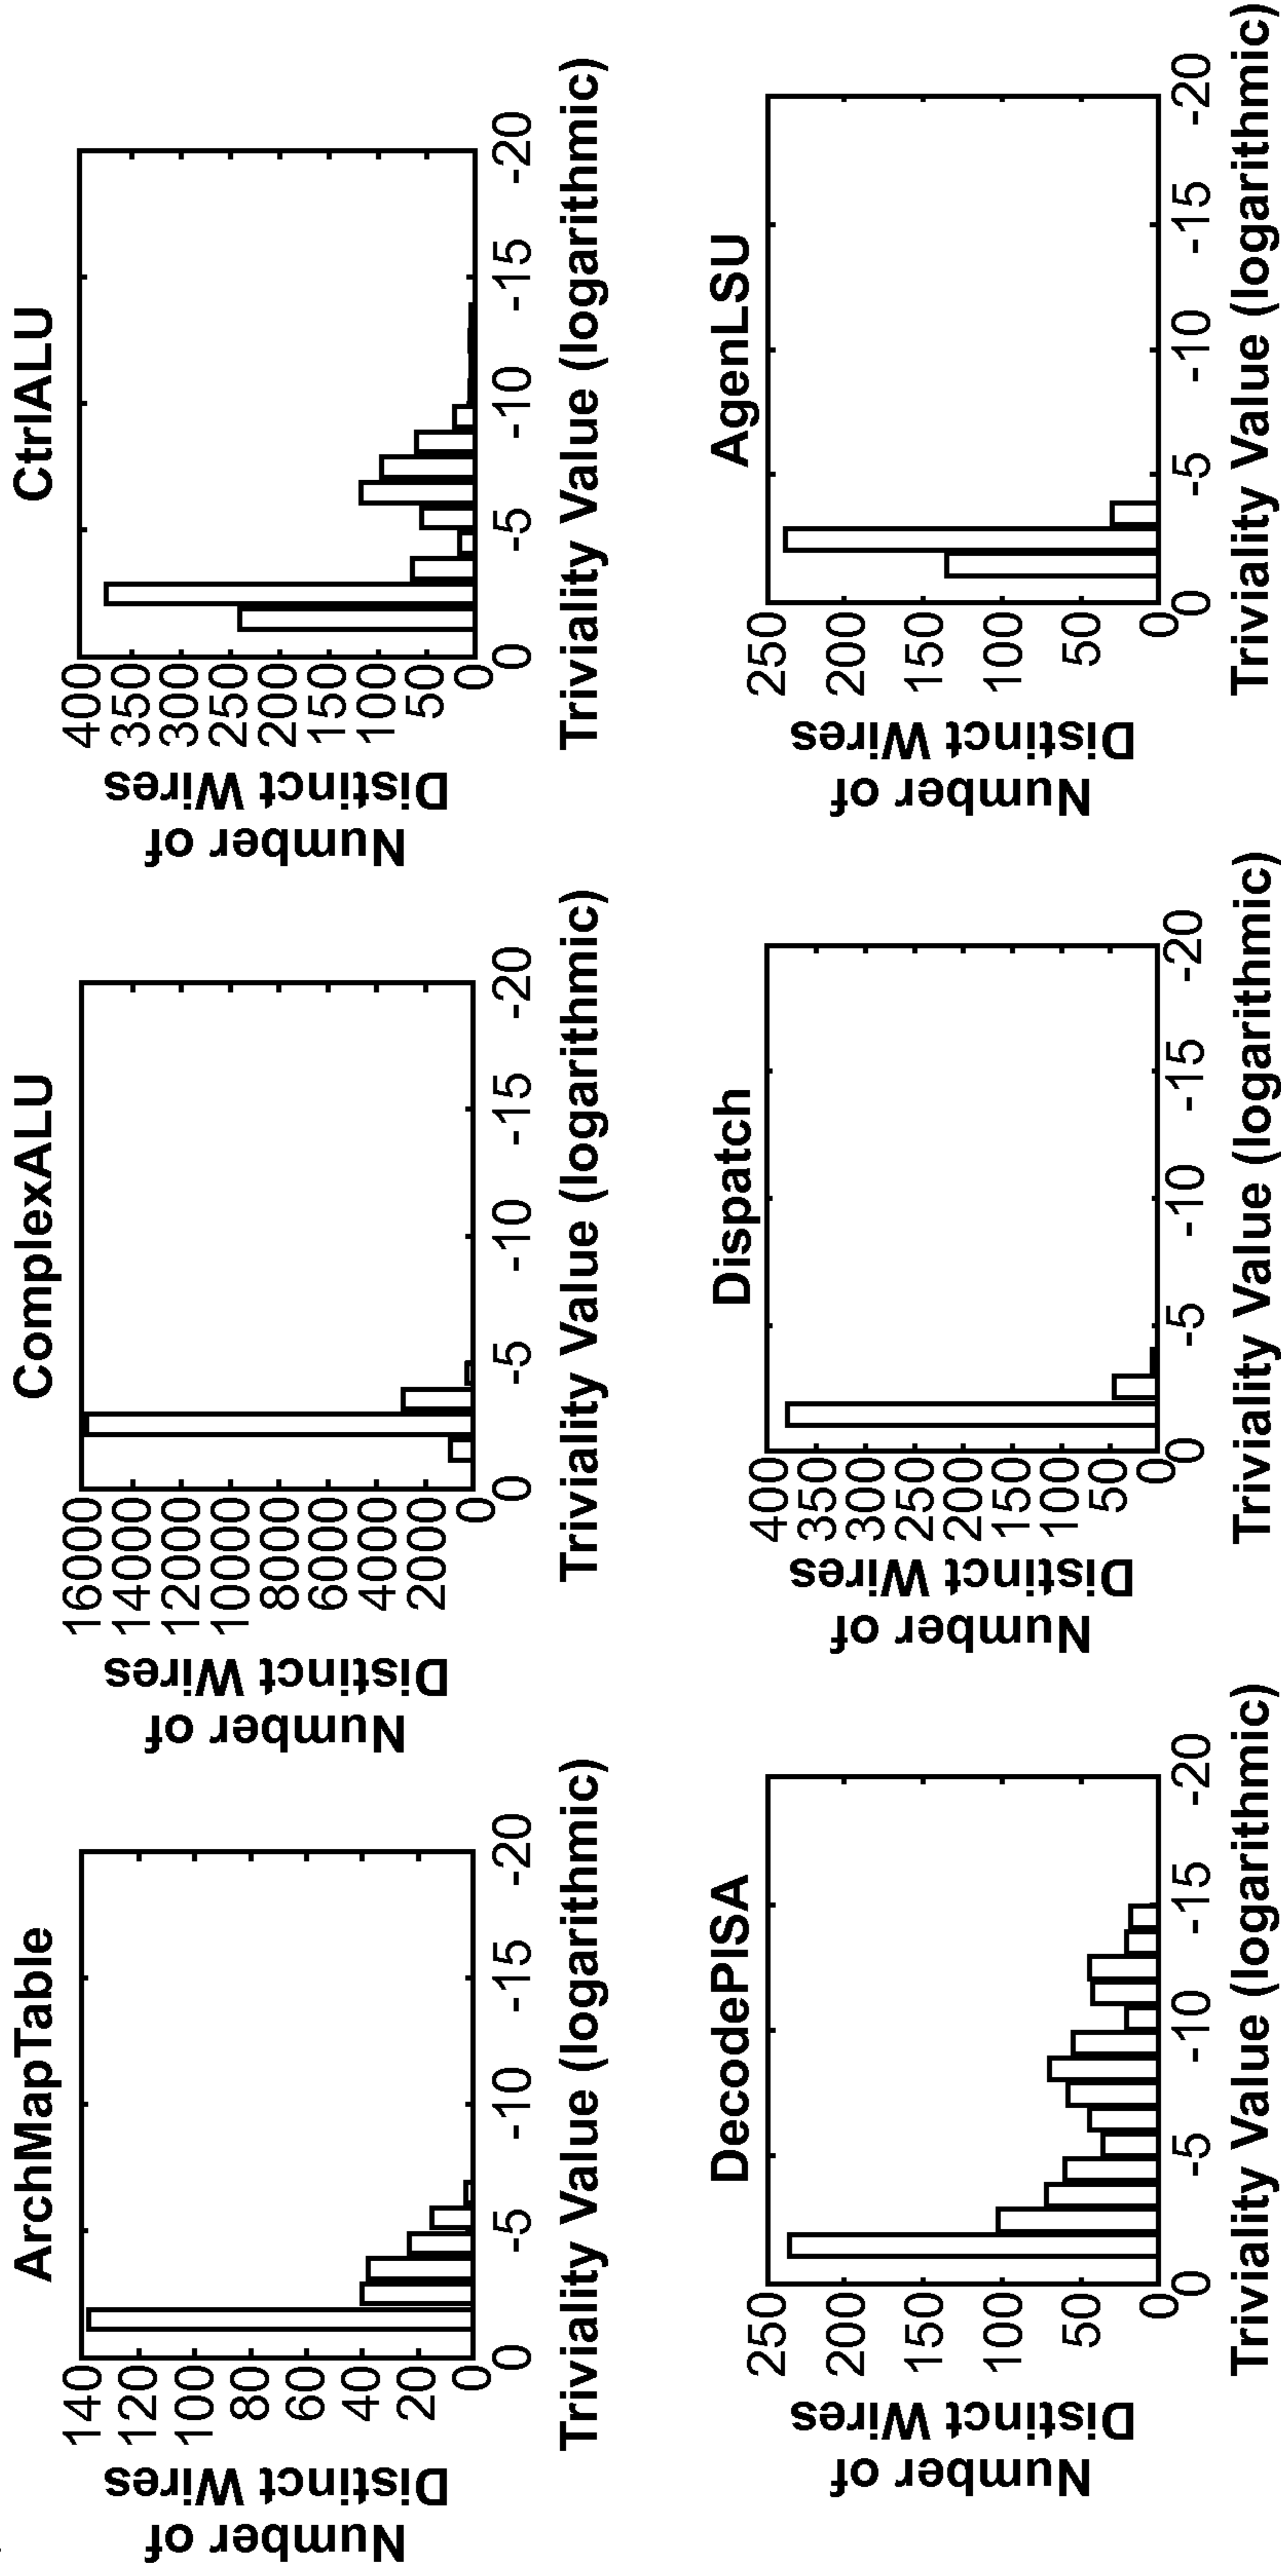 ArchMapTable
Number of
Distinct Wires
140
120
100
80
60
40
20
0
0 -5 -10 -15 -20
Triviality Value (logarithmic)
ComplexALU
Number of
Distinct Wires
16000
14000
12000
10000
8000
6000
4000
2000
0
0 -5 -10 -15 -20
Triviality Value (logarithmic)
CtrlALU
Number of
Distinct Wires
400
350
300
250
200
150
100
50
0
0 -5 -10 -15 -20
Triviality Value (logarithmic)
DecodePISA
Number of
Distinct Wires
250
200
150
100
50
0
0 -5 -10 -15 -20
Triviality Value (logarithmic)
Dispatch
Number of
Distinct Wires
400
350
300
250
200
150
100
50
0
0 -5 -10 -15 -20
Triviality Value (logarithmic)
AgenLSU
Number of
Distinct Wires
250
200
150
100
50
0
0 -5 -10 -15 -20
Triviality Value (logarithmic)